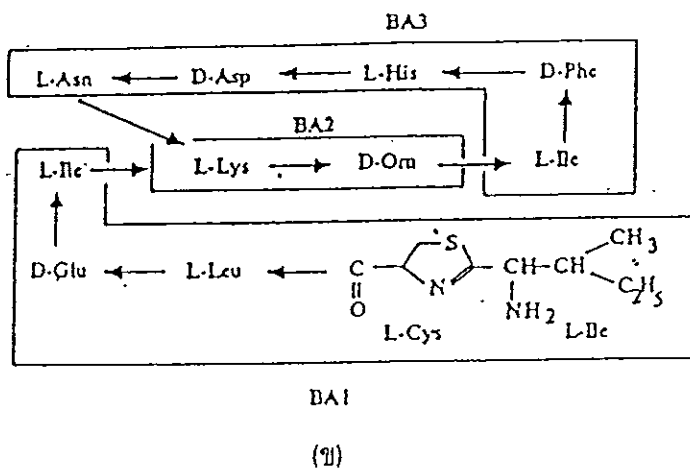 BA3
L-Asn ← D-Asp ← L-His ← D-Phe
BA2
L-Ile → L-Lys → D-Orn → L-Ile
D-Glu ← L-Leu ← C S CH CH CH3
O N NH2 C2H5
L-Cys L-Ile
BA1
(ข)